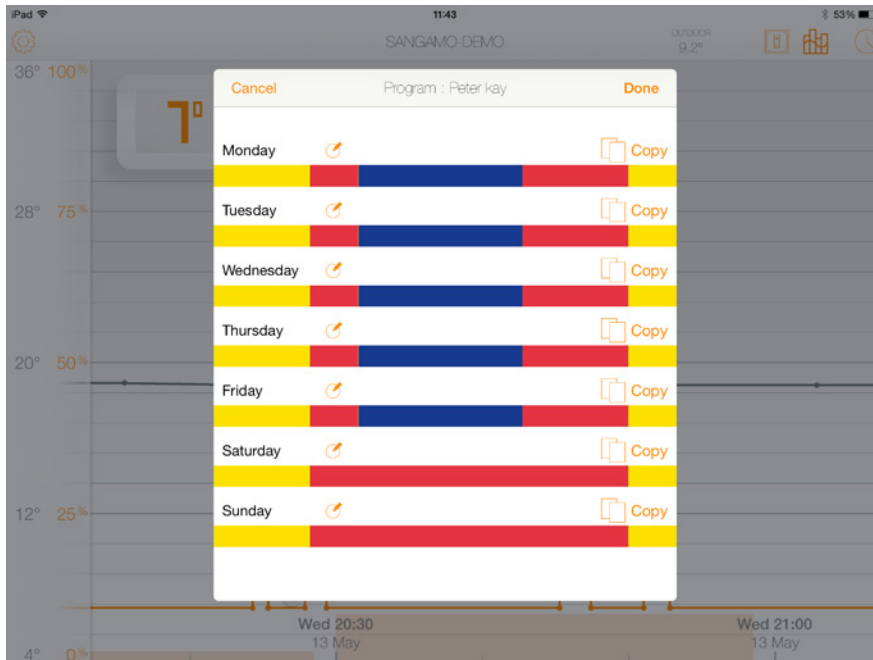 iPad 11:43 53%
SANGAMO-DEMO OUTDOOR 9.2°
36° 100%
7°
Cancel Program : Peter kay Done
Monday Copy
Tuesday Copy
28° 75%
Wednesday Copy
Thursday Copy
20° 50%
Friday Copy
Saturday Copy
12° 25%
Sunday Copy
Wed 20:30 Wed 21:00
13 May 13 May
4° 0%